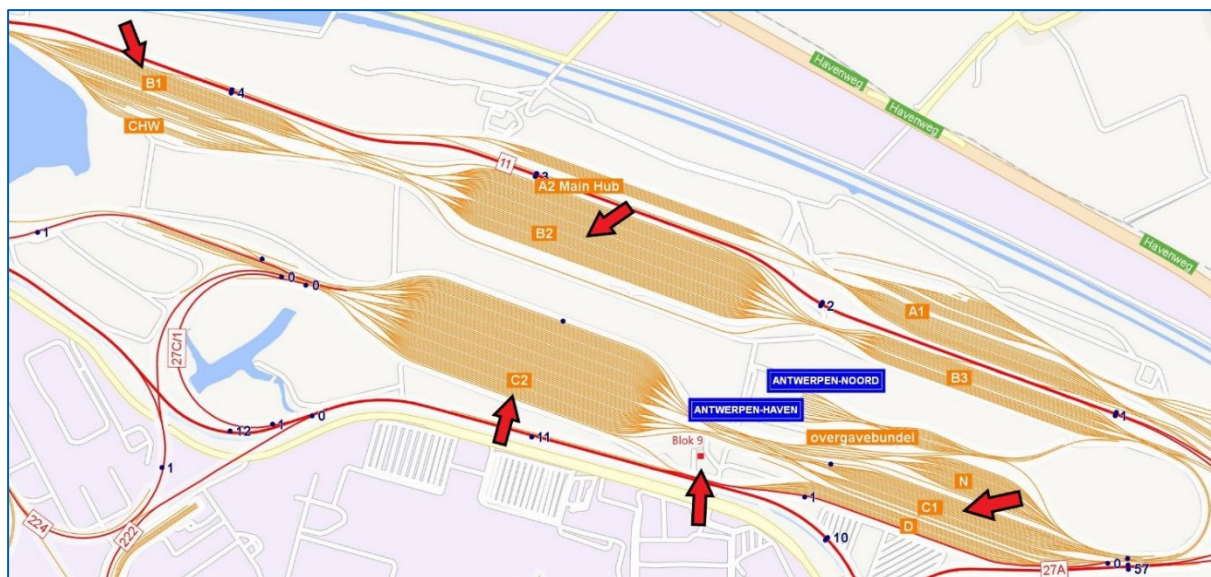 Havenweg
Havenweg
Havenweg
B1
4
CHW
11
3
A2 Main Hub
B2
1
0
0
2
A1
27C/1
B3
ANTWERPEN-NOORD
C2
ANTWERPEN-HAVEN
1
0
1
12
11
overgavebundel
Blok 9
1
N
1
C1
D
224
222
10
27A
0
57